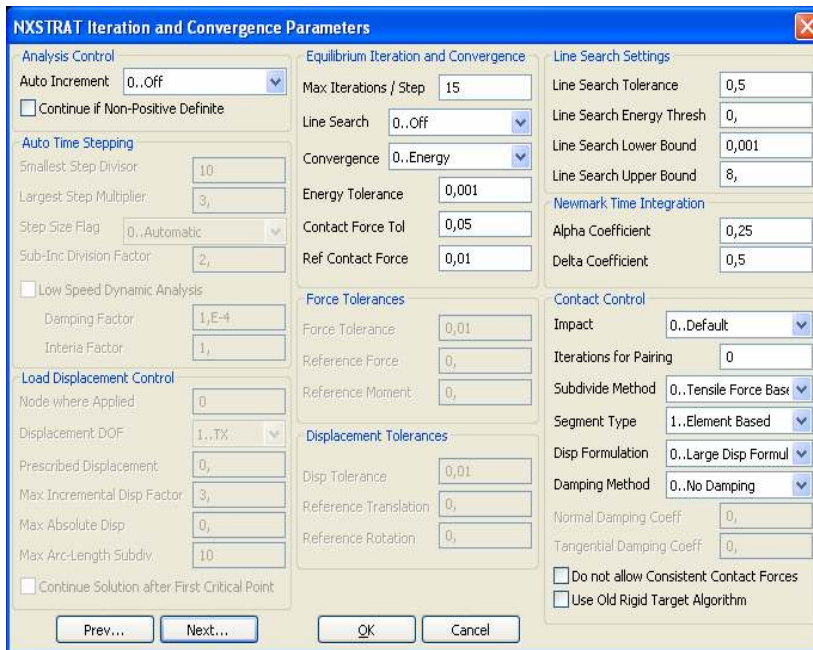 NXSTRAT Iteration and Convergence Parameters
Analysis Control
Auto Increment 0..Off
Continue if Non-Positive Definite
Auto Time Stepping
Smallest Step Divisor 10
Largest Step Multiplier 3,
Step Size Flag 0..Automatic
Sub-Inc Division Factor 2,
Low Speed Dynamic Analysis
Damping Factor 1,E-4
Interia Factor 1,
Load Displacement Control
Node where Applied 0
Displacement DOF 1..TX
Prescribed Displacement 0,
Max Incremental Disp Factor 3,
Max Absolute Disp 0,
Max Arc-Length Subdiv. 10
Continue Solution after First Critical Point
Equilibrium Iteration and Convergence
Max Iterations / Step 15
Line Search 0..Off
Convergence 0..Energy
Energy Tolerance 0,001
Contact Force Tol 0,05
Ref Contact Force 0,01
Force Tolerances
Force Tolerance 0,01
Reference Force 0,
Reference Moment 0,
Displacement Tolerances
Disp Tolerance 0,01
Reference Translation 0,
Reference Rotation 0,
Line Search Settings
Line Search Tolerance 0,5
Line Search Energy Thresh 0,
Line Search Lower Bound 0,001
Line Search Upper Bound 8,
Newmark Time Integration
Alpha Coefficient 0,25
Delta Coefficient 0,5
Contact Control
Impact 0..Default
Iterations for Pairing 0
Subdivide Method 0..Tensile Force Base
Segment Type 1..Element Based
Disp Formulation 0..Large Disp Formul
Damping Method 0..No Damping
Normal Damping Coeff 0,
Tangential Damping Coeff 0,
Do not allow Consistent Contact Forces
Use Old Rigid Target Algorithm
Prev... Next... OK Cancel